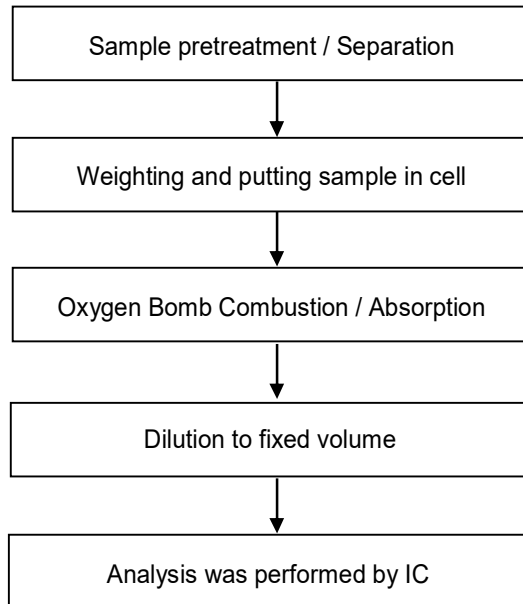 Sample pretreatment / Separation
Weighting and putting sample in cell
Oxygen Bomb Combustion / Absorption
Dilution to fixed volume
Analysis was performed by IC